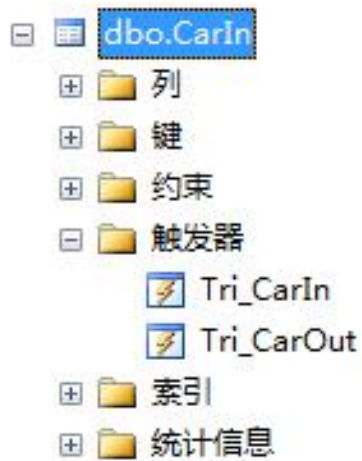 dbo.CarIn
列
键
约束
触发器
Tri_CarIn
Tri_CarOut
索引
统计信息